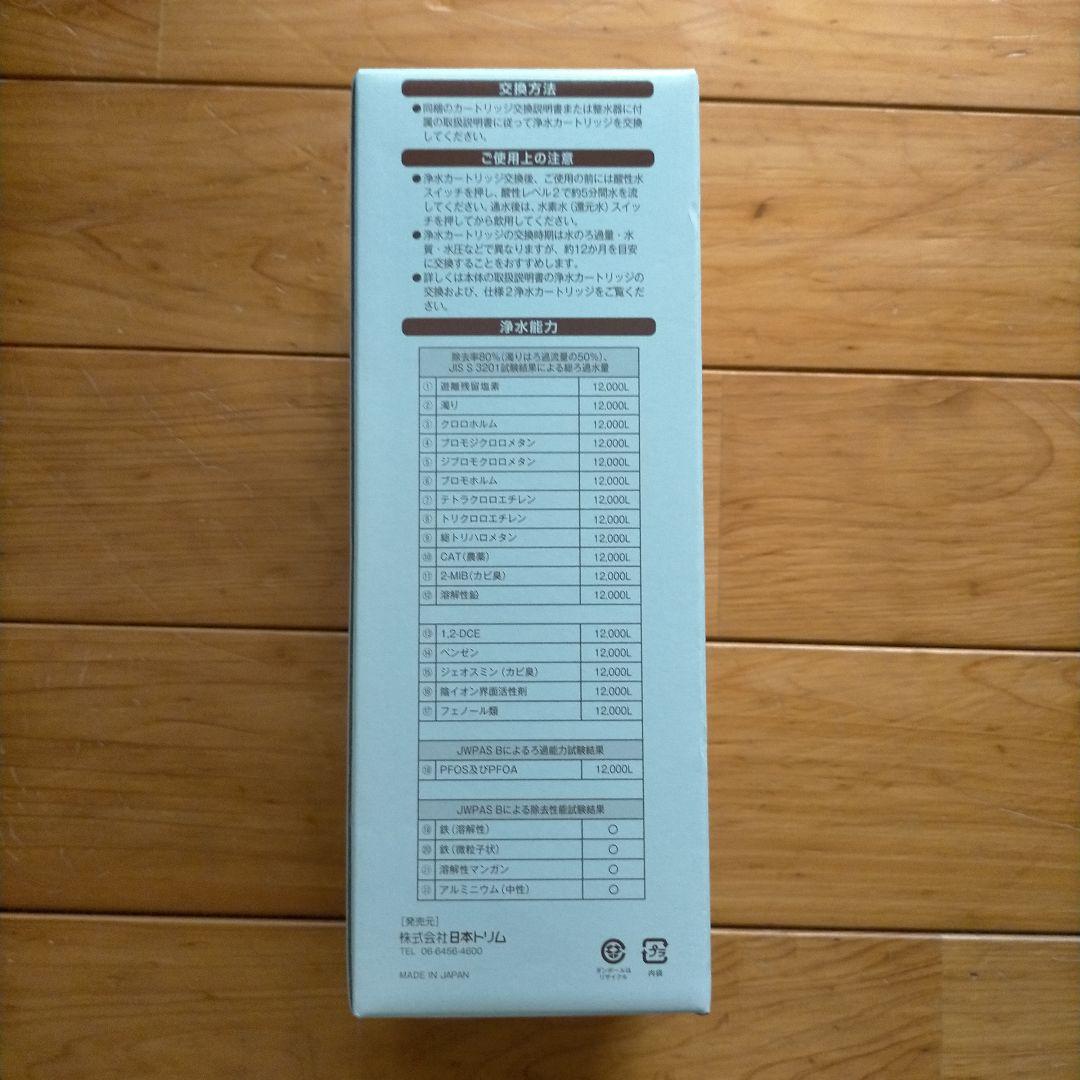 交換方法
●同梱のカートリッジ交換説明書または整水器に付
属の取扱説明書に従って浄水カートリッジを交換
してください。
ご使用上の注意
●浄水カートリッジ交換後、ご使用の前には酸性水
スイッチを押し、酸性レベル2で約5分間水を流
してください。通水後は、水素水（還元水）スイッ
チを押してから飲用してください。
●浄水カートリッジの交換時期は水のろ過量・水
質・水圧などで異なりますが、約12か月を目安
に交換することをおすすめします。
●詳しくは本体の取扱説明書の浄水カートリッジの
交換および、仕様2浄水カートリッジをご覧くだ
さい。
浄水能力
除去率80%（濁りはろ過流量の50%）、
JIS S 3201試験結果による総ろ過水量
① 遊離残留塩素 12,000L
② 濁り 12,000L
③ クロロホルム 12,000L
④ ブロモジクロロメタン 12,000L
⑤ ジブロモクロロメタン 12,000L
⑥ ブロモホルム 12,000L
⑦ テトラクロロエチレン 12,000L
⑧ トリクロロエチレン 12,000L
⑨ 総トリハロメタン 12,000L
⑩ CAT（農薬） 12,000L
⑪ 2-MIB（カビ臭） 12,000L
⑫ 溶解性鉛 12,000L
⑬ 1,2-DCE 12,000L
⑭ ベンゼン 12,000L
⑮ ジェオスミン（カビ臭） 12,000L
⑯ 陰イオン界面活性剤 12,000L
⑰ フェノール類 12,000L
JWPAS Bによるろ過能力試験結果
⑱ PFOS及びPFOA 12,000L
JWPAS Bによる除去性能試験結果
⑲ 鉄（溶解性） ○
⑳ 鉄（微粒子状） ○
㉑ 溶解性マンガン ○
㉒ アルミニウム（中性） ○
［発売元］
株式会社日本トリム
TEL 06-6456-4600
MADE IN JAPAN
ダンボールは
リサイクル
プラ
内袋